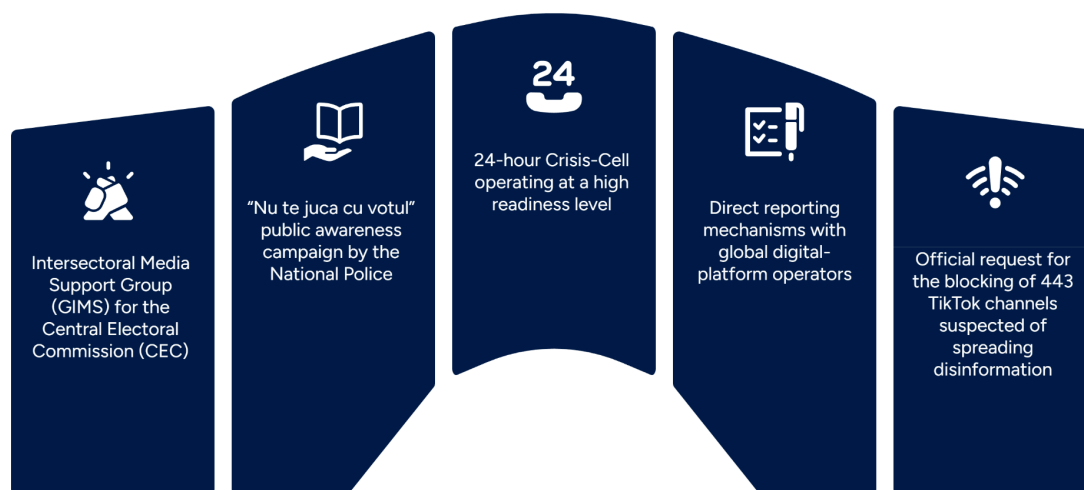 Intersectoral Media
Support Group
(GIMS) for the
Central Electoral
Commission (CEC)
“Nu te juca cu votul”
public awareness
campaign by the
National Police
24
24-hour Crisis-Cell
operating at a high
readiness level
Direct reporting
mechanisms with
global digital-
platform operators
Official request for
the blocking of 443
TikTok channels
suspected of
spreading
disinformation